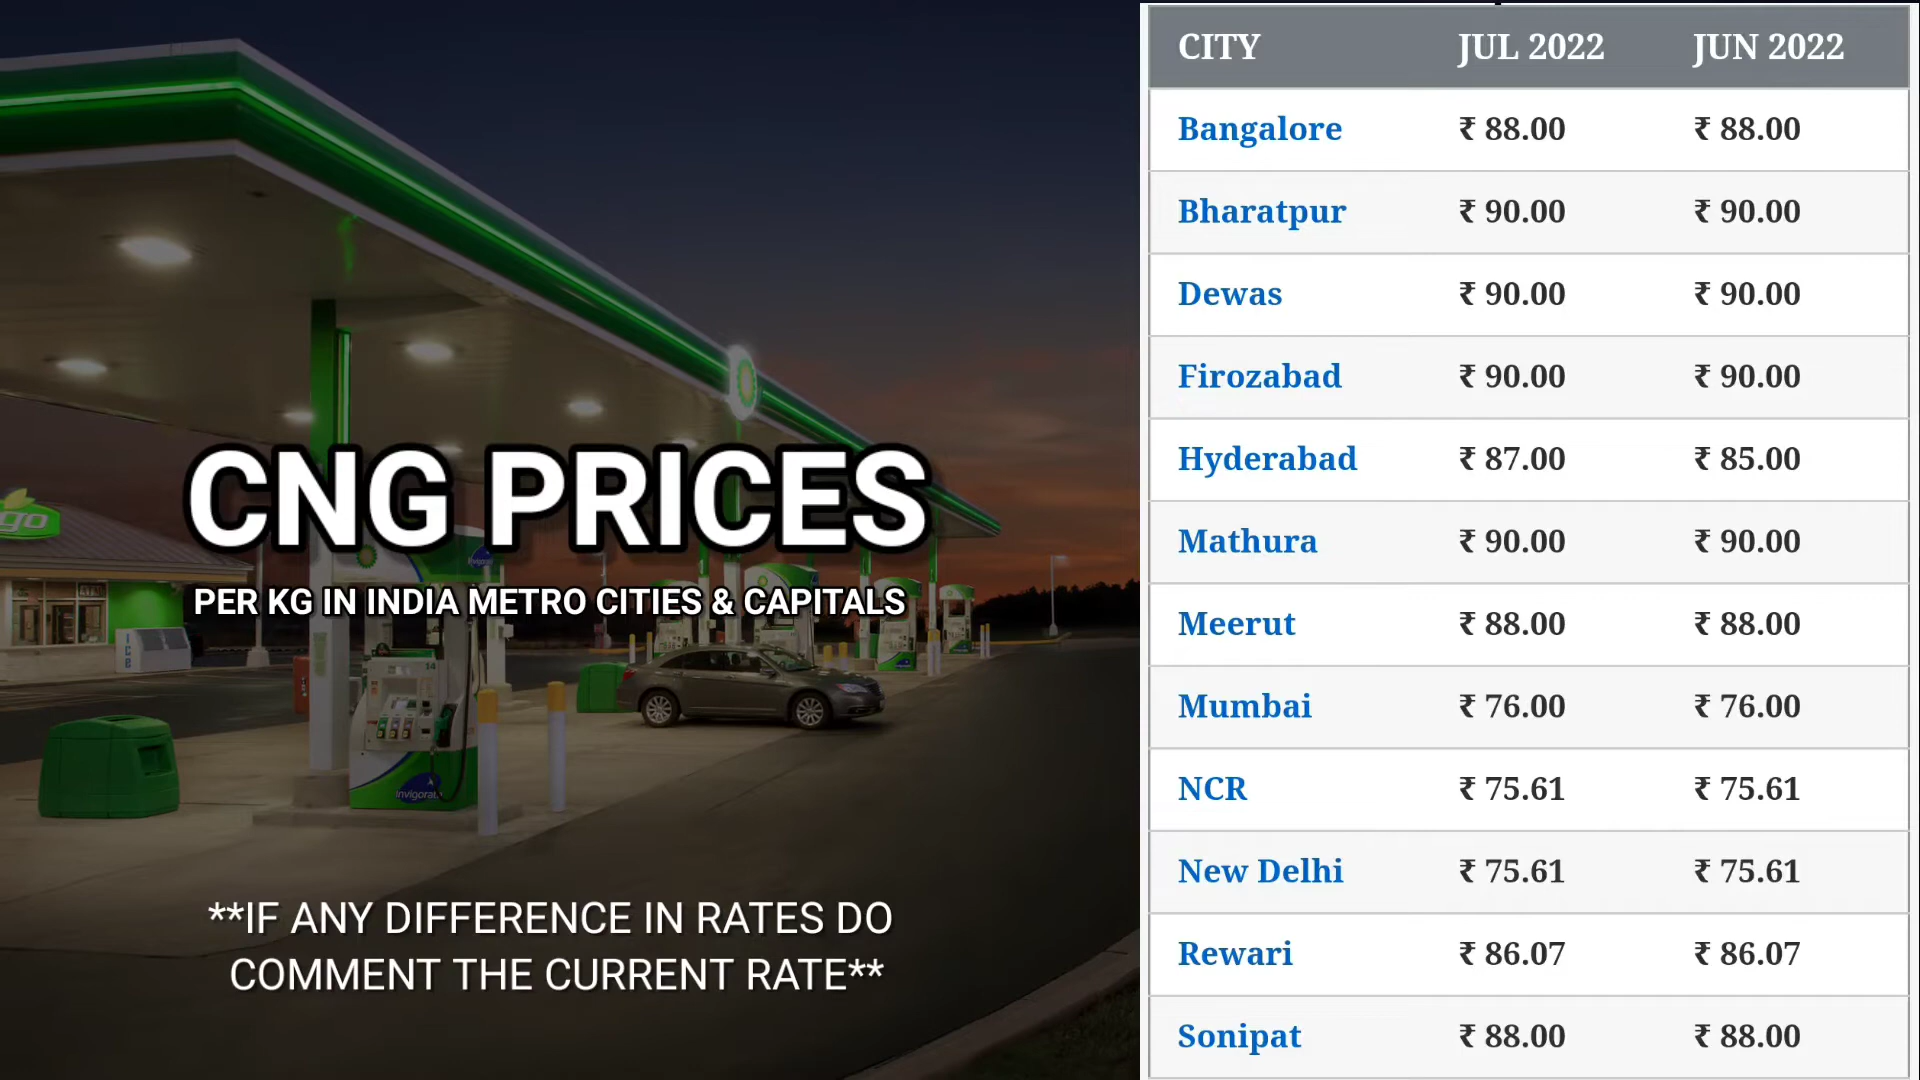 CNG PRICES
PER KG IN INDIA METRO CITIES & CAPITALS
**IF ANY DIFFERENCE IN RATES DO
COMMENT THE CURRENT RATE**
go
ICE
14
invigorate
CITY JUL 2022 JUN 2022
Bangalore ₹ 88.00 ₹ 88.00
Bharatpur ₹ 90.00 ₹ 90.00
Dewas ₹ 90.00 ₹ 90.00
Firozabad ₹ 90.00 ₹ 90.00
Hyderabad ₹ 87.00 ₹ 85.00
Mathura ₹ 90.00 ₹ 90.00
Meerut ₹ 88.00 ₹ 88.00
Mumbai ₹ 76.00 ₹ 76.00
NCR ₹ 75.61 ₹ 75.61
New Delhi ₹ 75.61 ₹ 75.61
Rewari ₹ 86.07 ₹ 86.07
Sonipat ₹ 88.00 ₹ 88.00